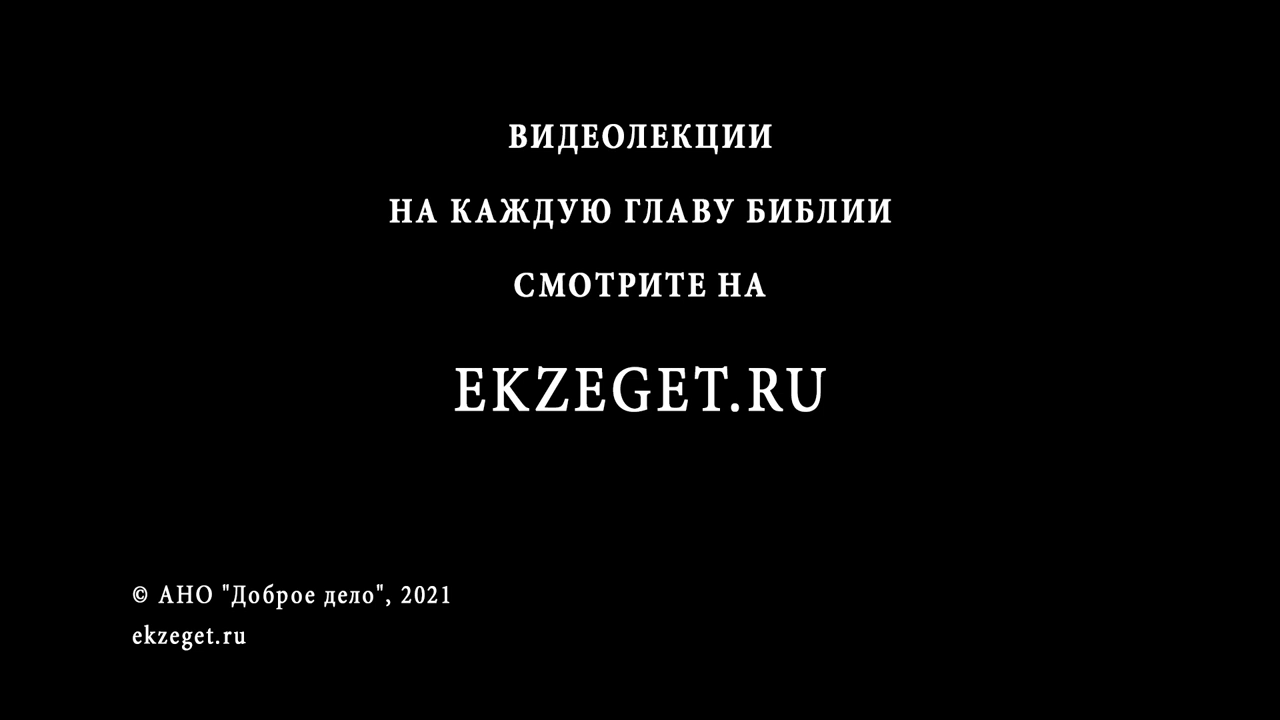 ВИДЕОЛЕКЦИИ
НА КАЖДУЮ ГЛАВУ БИБЛИИ
СМОТРИТЕ НА
EKZEGET.RU
© АНО "Доброе дело", 2021
ekzeget.ru